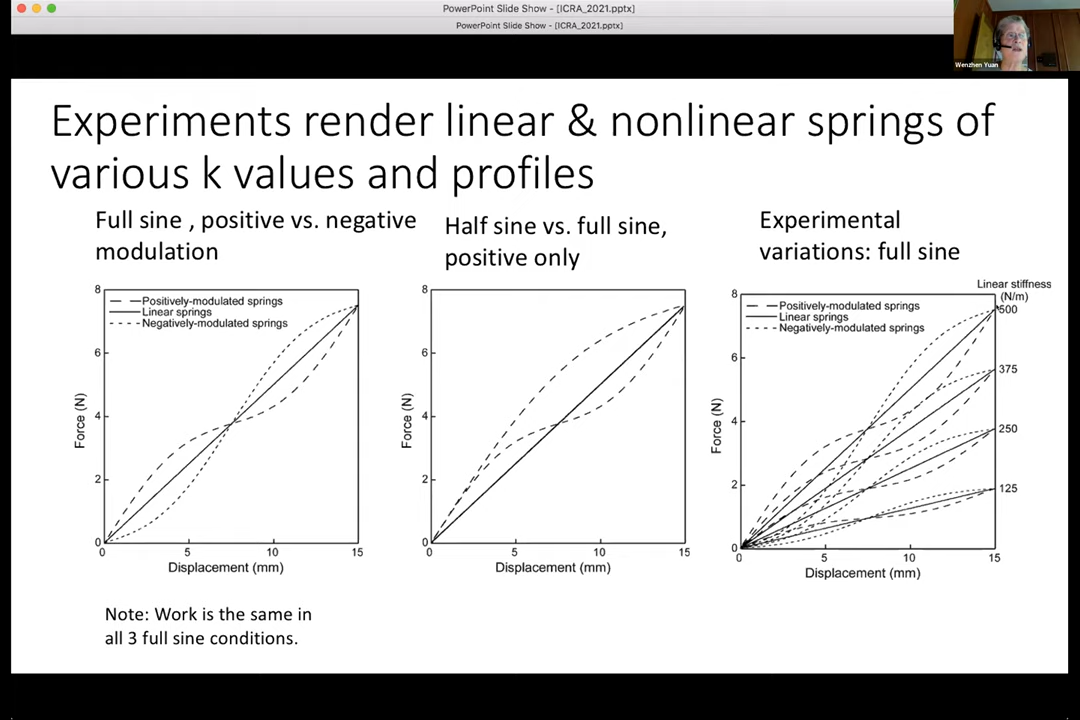 PowerPoint Slide Show - [ICRA_2021.pptx]
PowerPoint Slide Show - [ICRA_2021.pptx]
Wenzhen Yuan
Experiments render linear & nonlinear springs of
various k values and profiles
Full sine , positive vs. negative
modulation
8
6
4
2
0
Force (N)
Positively-modulated springs
Linear springs
Negatively-modulated springs
0
5
10
15
Displacement (mm)
Note: Work is the same in
all 3 full sine conditions.
Half sine vs. full sine,
positive only
8
6
4
2
0
Force (N)
0
5
10
15
Displacement (mm)
Experimental
variations: full sine
Linear stiffness
(N/m)
8
6
4
2
0
Force (N)
Positively-modulated springs
Linear springs
Negatively-modulated springs
500
375
250
125
0
5
10
15
Displacement (mm)